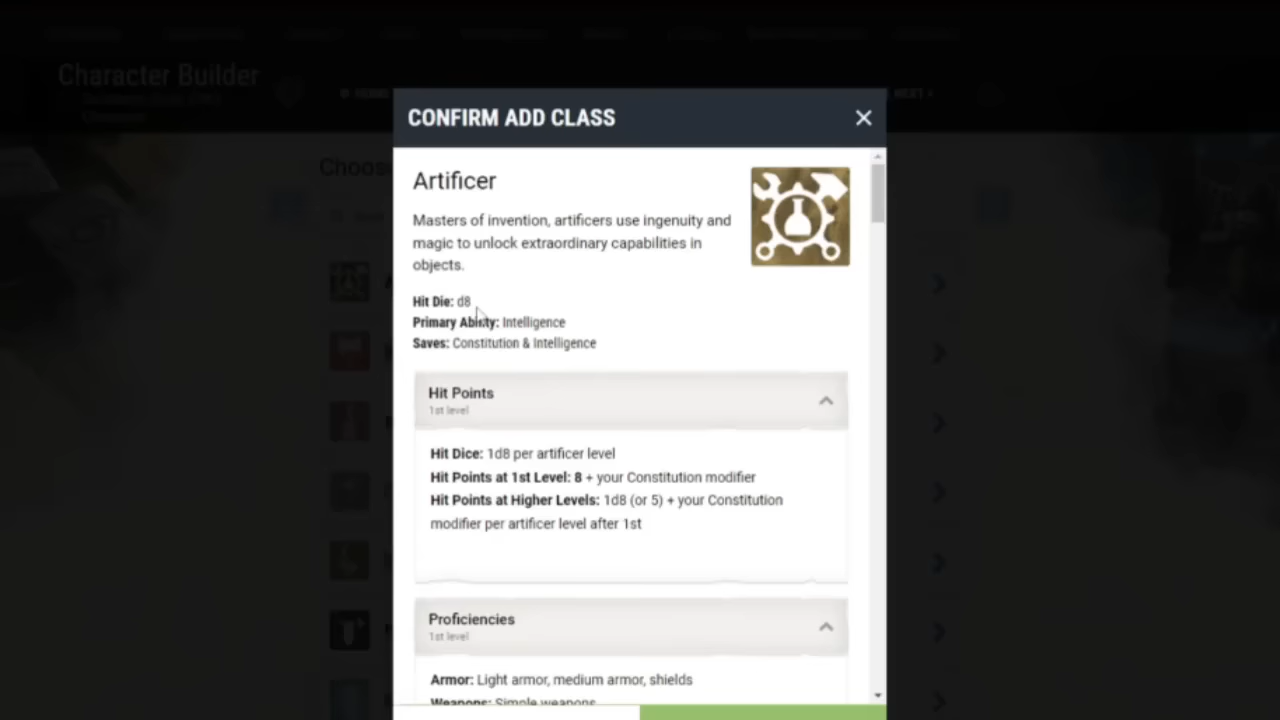 Character Builder
CONFIRM ADD CLASS
Artificer
Masters of invention, artificers use ingenuity and
magic to unlock extraordinary capabilities in
objects.
Hit Die: d8
Primary Ability: Intelligence
Saves: Constitution & Intelligence
Hit Points
1st level
Hit Dice: 1d8 per artificer level
Hit Points at 1st Level: 8 + your Constitution modifier
Hit Points at Higher Levels: 1d8 (or 5) + your Constitution
modifier per artificer level after 1st
Proficiencies
1st level
Armor: Light armor, medium armor, shields
Weapons: Simple weapons